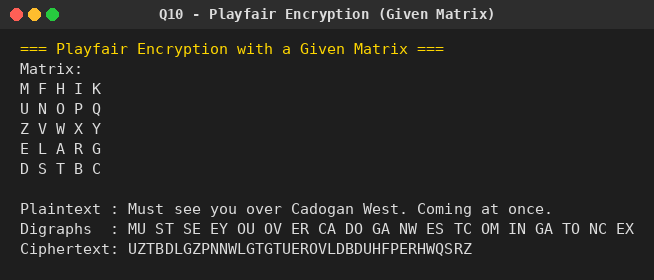 Q10 - Playfair Encryption (Given Matrix)
=== Playfair Encryption with a Given Matrix ===
Matrix:
M F H I K
U N O P Q
Z V W X Y
E L A R G
D S T B C
Plaintext : Must see you over Cadogan West. Coming at once.
Digraphs  : MU ST SE EY OU OV ER CA DO GA NW ES TC OM IN GA TO NC EX
Ciphertext: UZTBDLGZPNNWLGTGTUEROVLDBDUHFPERHWQSRZ